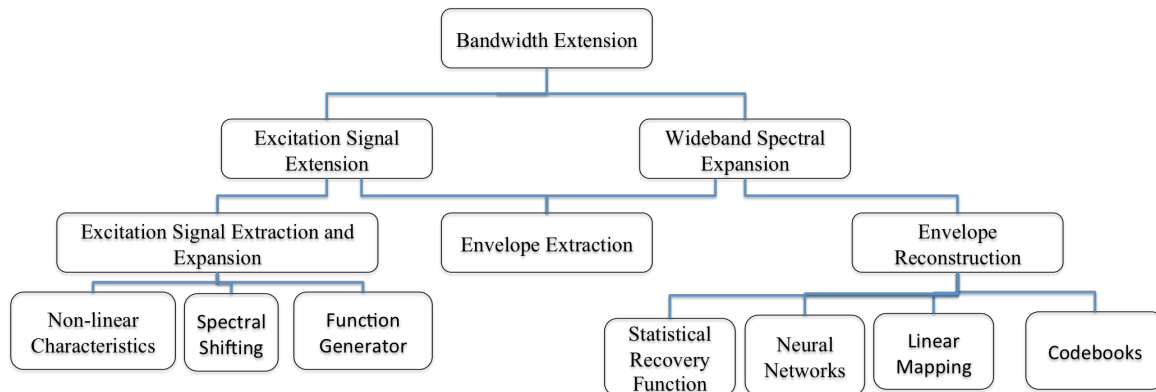 Bandwidth Extension
Excitation Signal
Extension
Wideband Spectral
Expansion
Excitation Signal Extraction and
Expansion
Envelope Extraction
Envelope
Reconstruction
Non-linear
Characteristics
Spectral
Shifting
Function
Generator
Statistical
Recovery
Function
Neural
Networks
Linear
Mapping
Codebooks